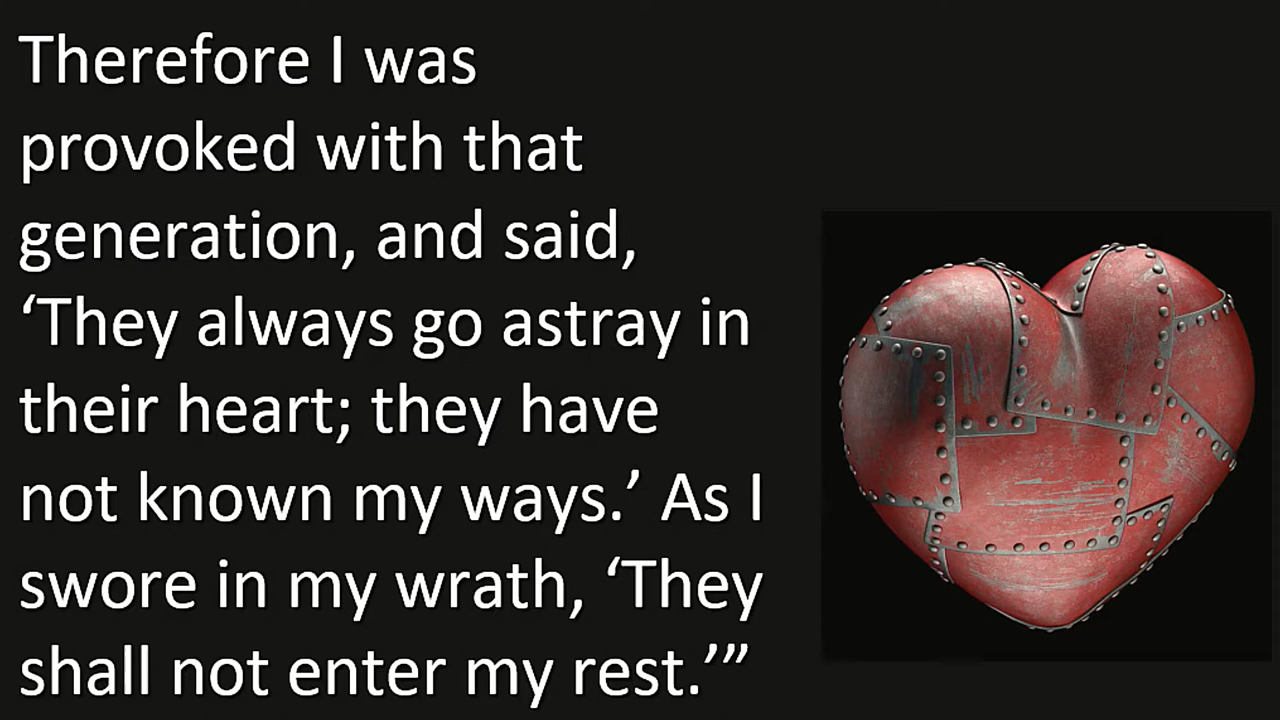 Therefore I was
provoked with that
generation, and said,
‘They always go astray in
their heart; they have
not known my ways.’ As I
swore in my wrath, ‘They
shall not enter my rest.’”